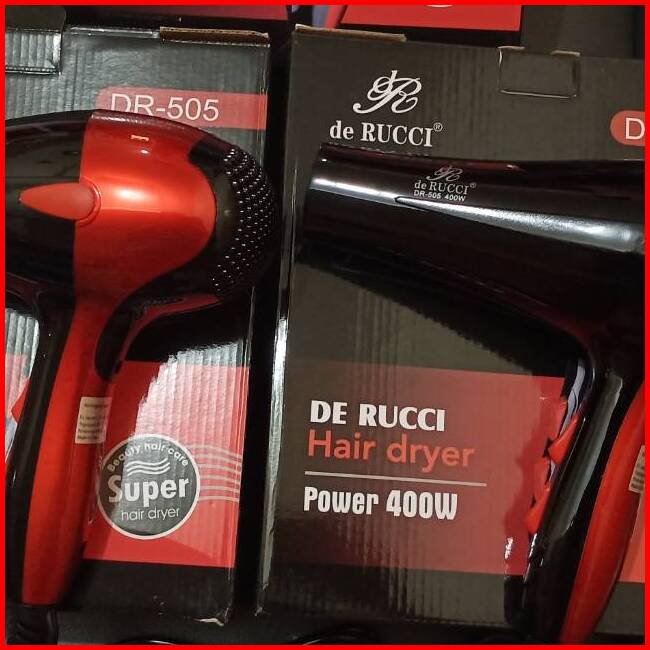 DR-505
de RUCCI®
D
de RUCCI®
DR-505 400W
DE RUCCI
Hair dryer
Power 400W
Beauty hair care
Super
hair dryer